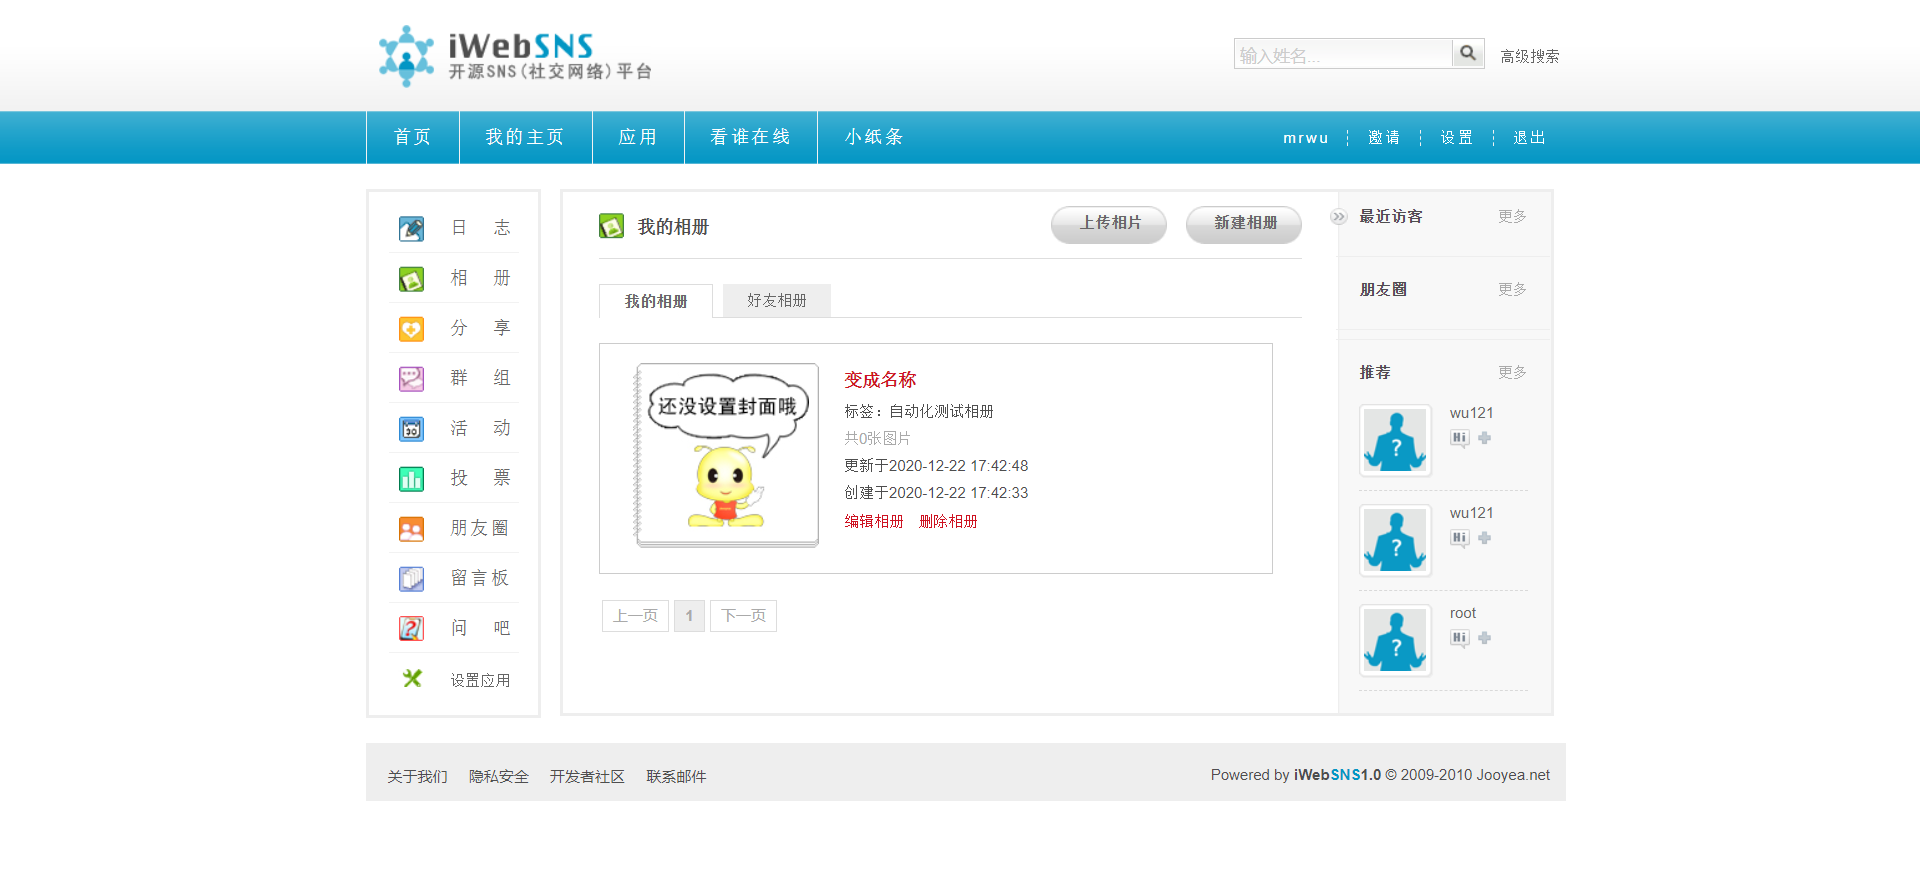 iWebSNS
开源SNS(社交网络)平台
输入姓名...
高级搜索
首页 我的主页 应用 看谁在线 小纸条
mrwu 邀请 设置 退出
日 志
相 册
分 享
群 组
活 动
投 票
朋友圈
留言板
问 吧
设置应用
我的相册
上传相片 新建相册
我的相册 好友相册
还没设置封面哦
变成名称
标签：自动化测试相册
共0张图片
更新于2020-12-22 17:42:48
创建于2020-12-22 17:42:33
编辑相册 删除相册
上一页 1 下一页
最近访客 更多
朋友圈 更多
推荐 更多
wu121
Hi
wu121
Hi
root
Hi
关于我们 隐私安全 开发者社区 联系邮件
Powered by iWebSNS1.0 © 2009-2010 Jooyea.net